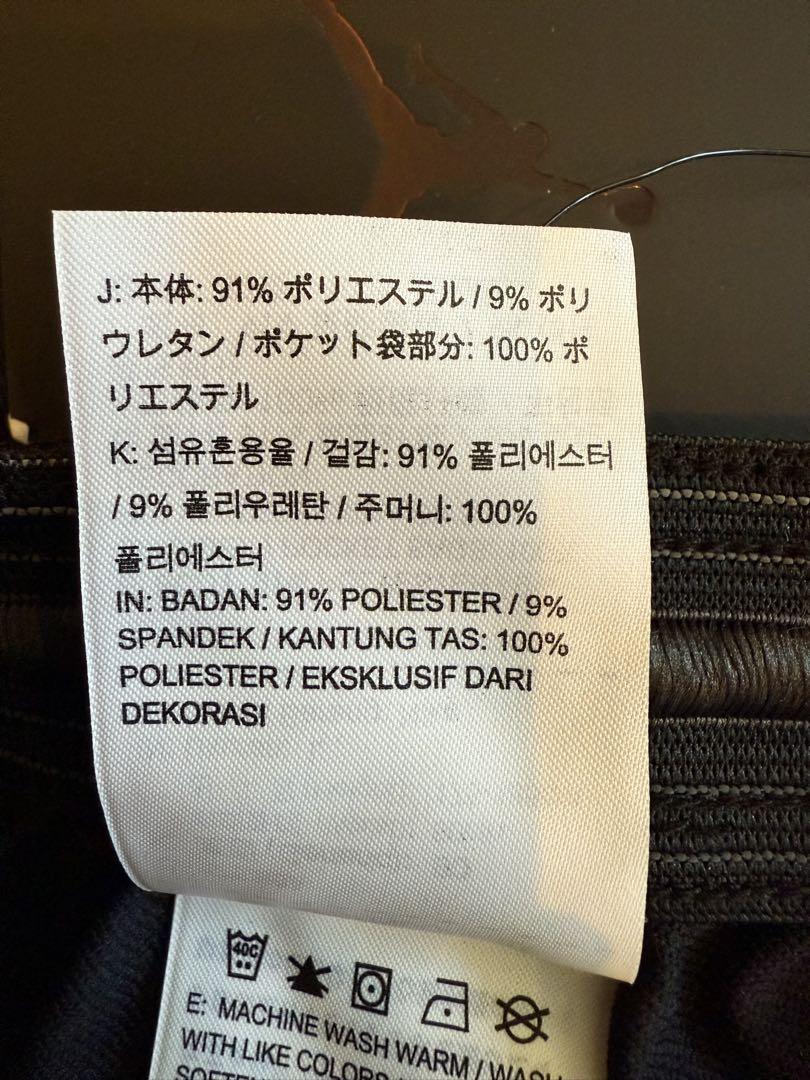 J: 本体: 91% ポリエステル / 9% ポリ
ウレタン / ポケット袋部分: 100% ポ
リエステル
K: 섬유혼용율 / 겉감: 91% 폴리에스터
/ 9% 폴리우레탄 / 주머니: 100%
폴리에스터
IN: BADAN: 91% POLIESTER / 9%
SPANDEK / KANTUNG TAS: 100%
POLIESTER / EKSKLUSIF DARI
DEKORASI
40C
E: MACHINE WASH WARM / WASH
WITH LIKE COLORS